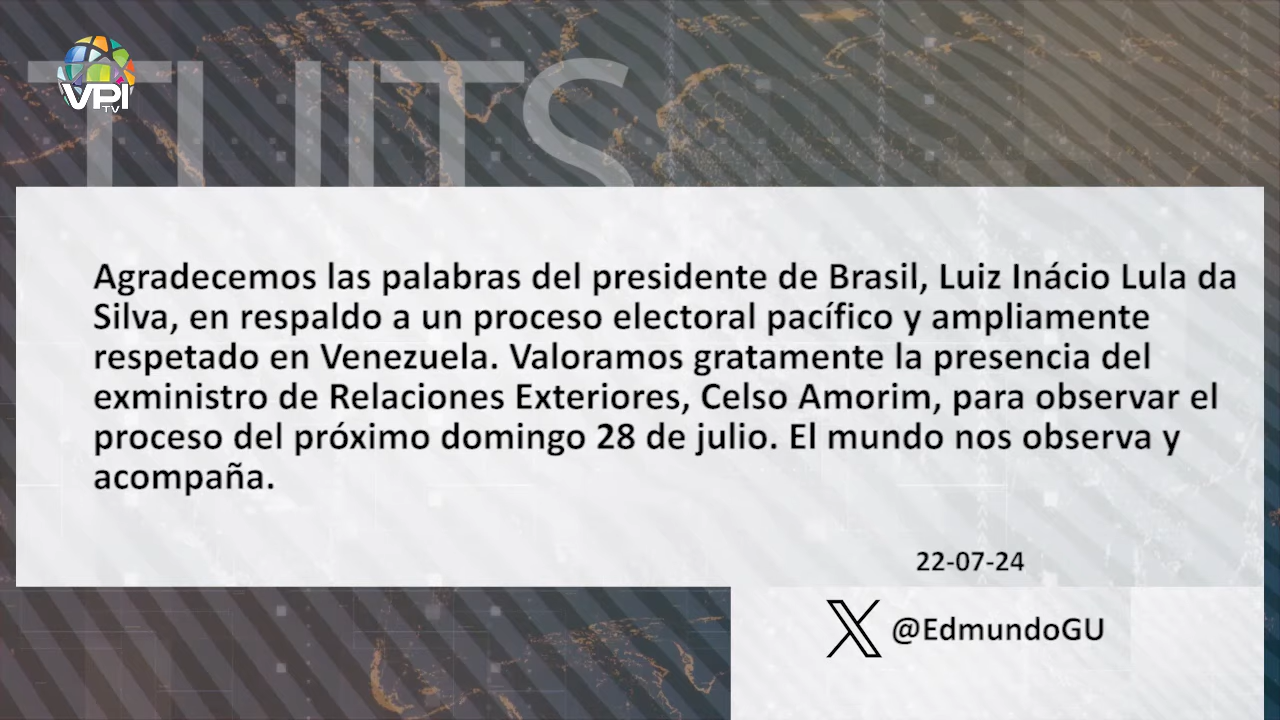 TUITS
VPI
TV
Agradecemos las palabras del presidente de Brasil, Luiz Inácio Lula da
Silva, en respaldo a un proceso electoral pacífico y ampliamente
respetado en Venezuela. Valoramos gratamente la presencia del
exministro de Relaciones Exteriores, Celso Amorim, para observar el
proceso del próximo domingo 28 de julio. El mundo nos observa y
acompaña.
22-07-24
@EdmundoGU